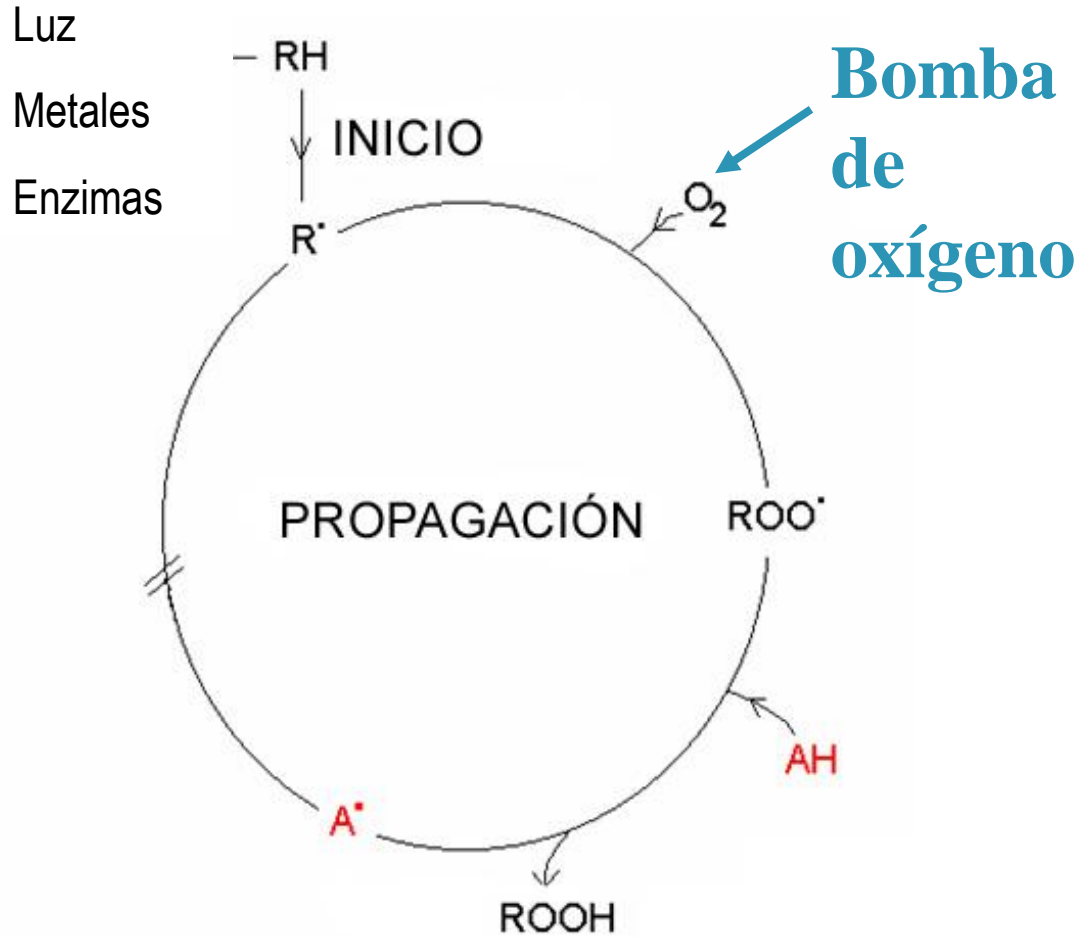 Luz
Metales
Enzimas
– RH
INICIO
R•
O₂
Bomba
de
oxígeno
PROPAGACIÓN
ROO•
AH
A•
ROOH